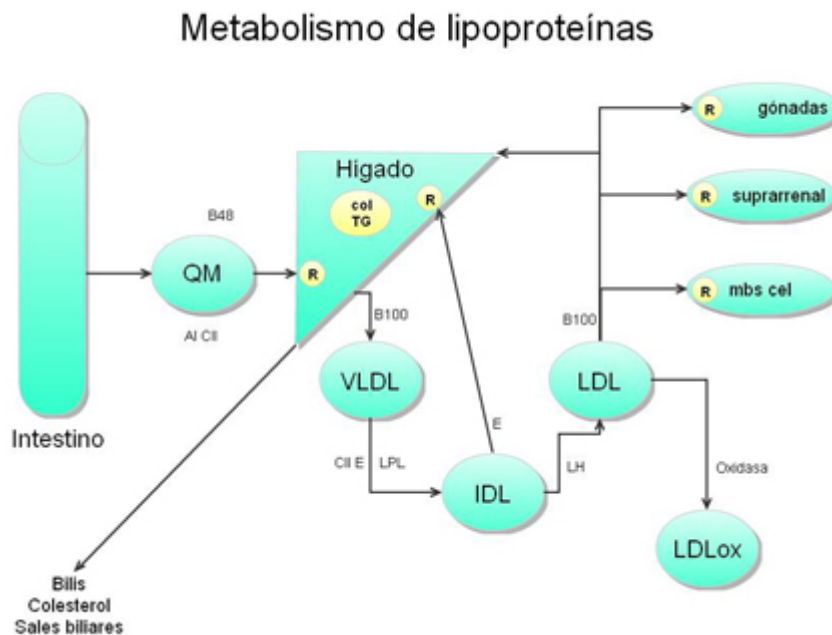 Metabolismo de lipoproteínas
gónadas
R
Higado
col
TG
R
R
suprarrenal
B48
QM
R
R
mbs cel
AI CII
B100
B100
VLDL
LDL
Intestino
E
CII E
LPL
LH
Oxidasa
IDL
LDLox
Bilis
Colesterol
Sales biliares